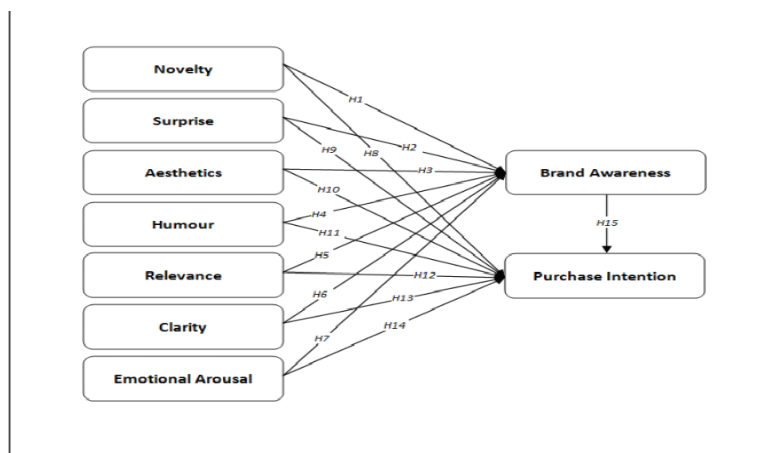 Novelty
H1
Surprise
H2
H9
H8
Aesthetics
H3
Brand Awareness
H10
Humour
H4
H15
H11
H5
Relevance
H12
Purchase Intention
H6
H13
Clarity
H14
H7
Emotional Arousal